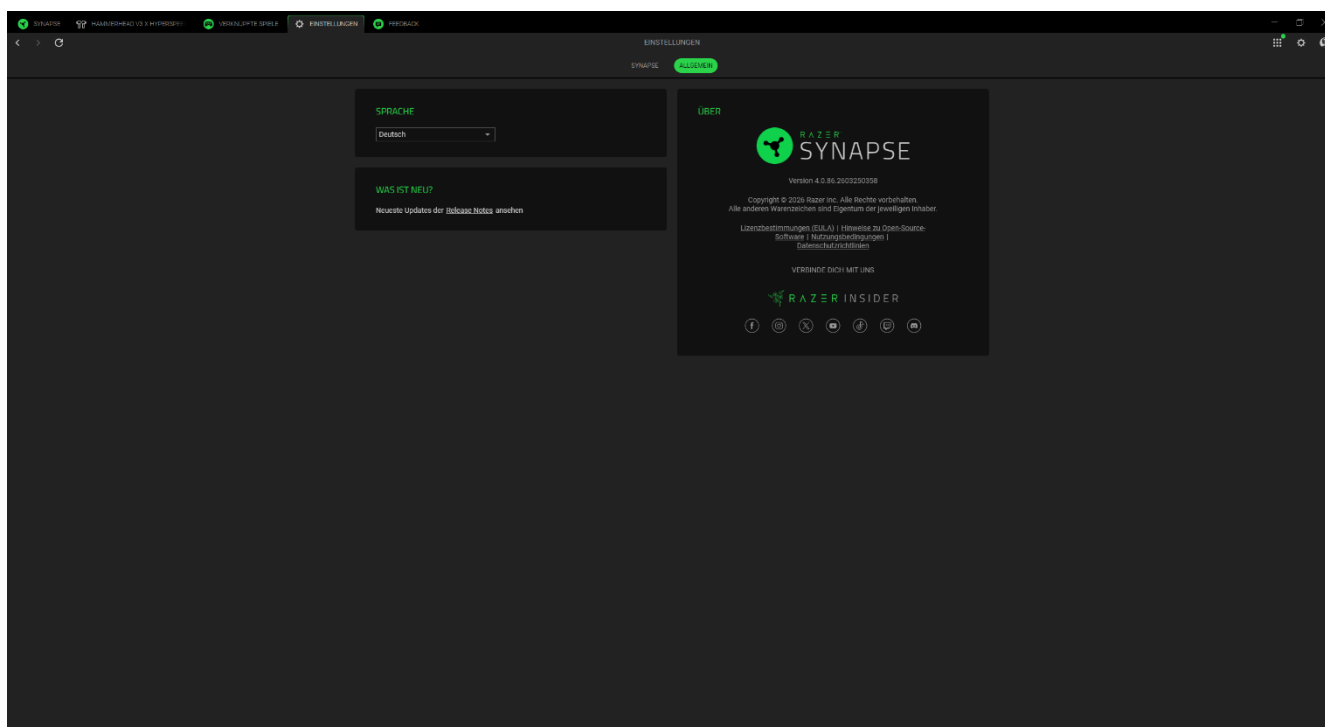 SYNAPSE
HAMMERHEAD V3 X HYPERSPE
VERKNÜPFTE SPIELE
EINSTELLUNGEN
FEEDBACK
EINSTELLUNGEN
SYNAPSE
ALLGEMEIN
SPRACHE
Deutsch
WAS IST NEU?
Neueste Updates der Release Notes ansehen
ÜBER
RAZER
SYNAPSE
Version 4.0.86.2603250358
Copyright © 2026 Razer Inc. Alle Rechte vorbehalten.
Alle anderen Warenzeichen sind Eigentum der jeweiligen Inhaber.
Lizenzbestimmungen (EULA) | Hinweise zu Open-Source-
Software | Nutzungsbedingungen |
Datenschutzrichtlinien
VERBINDE DICH MIT UNS
RAZER INSIDER